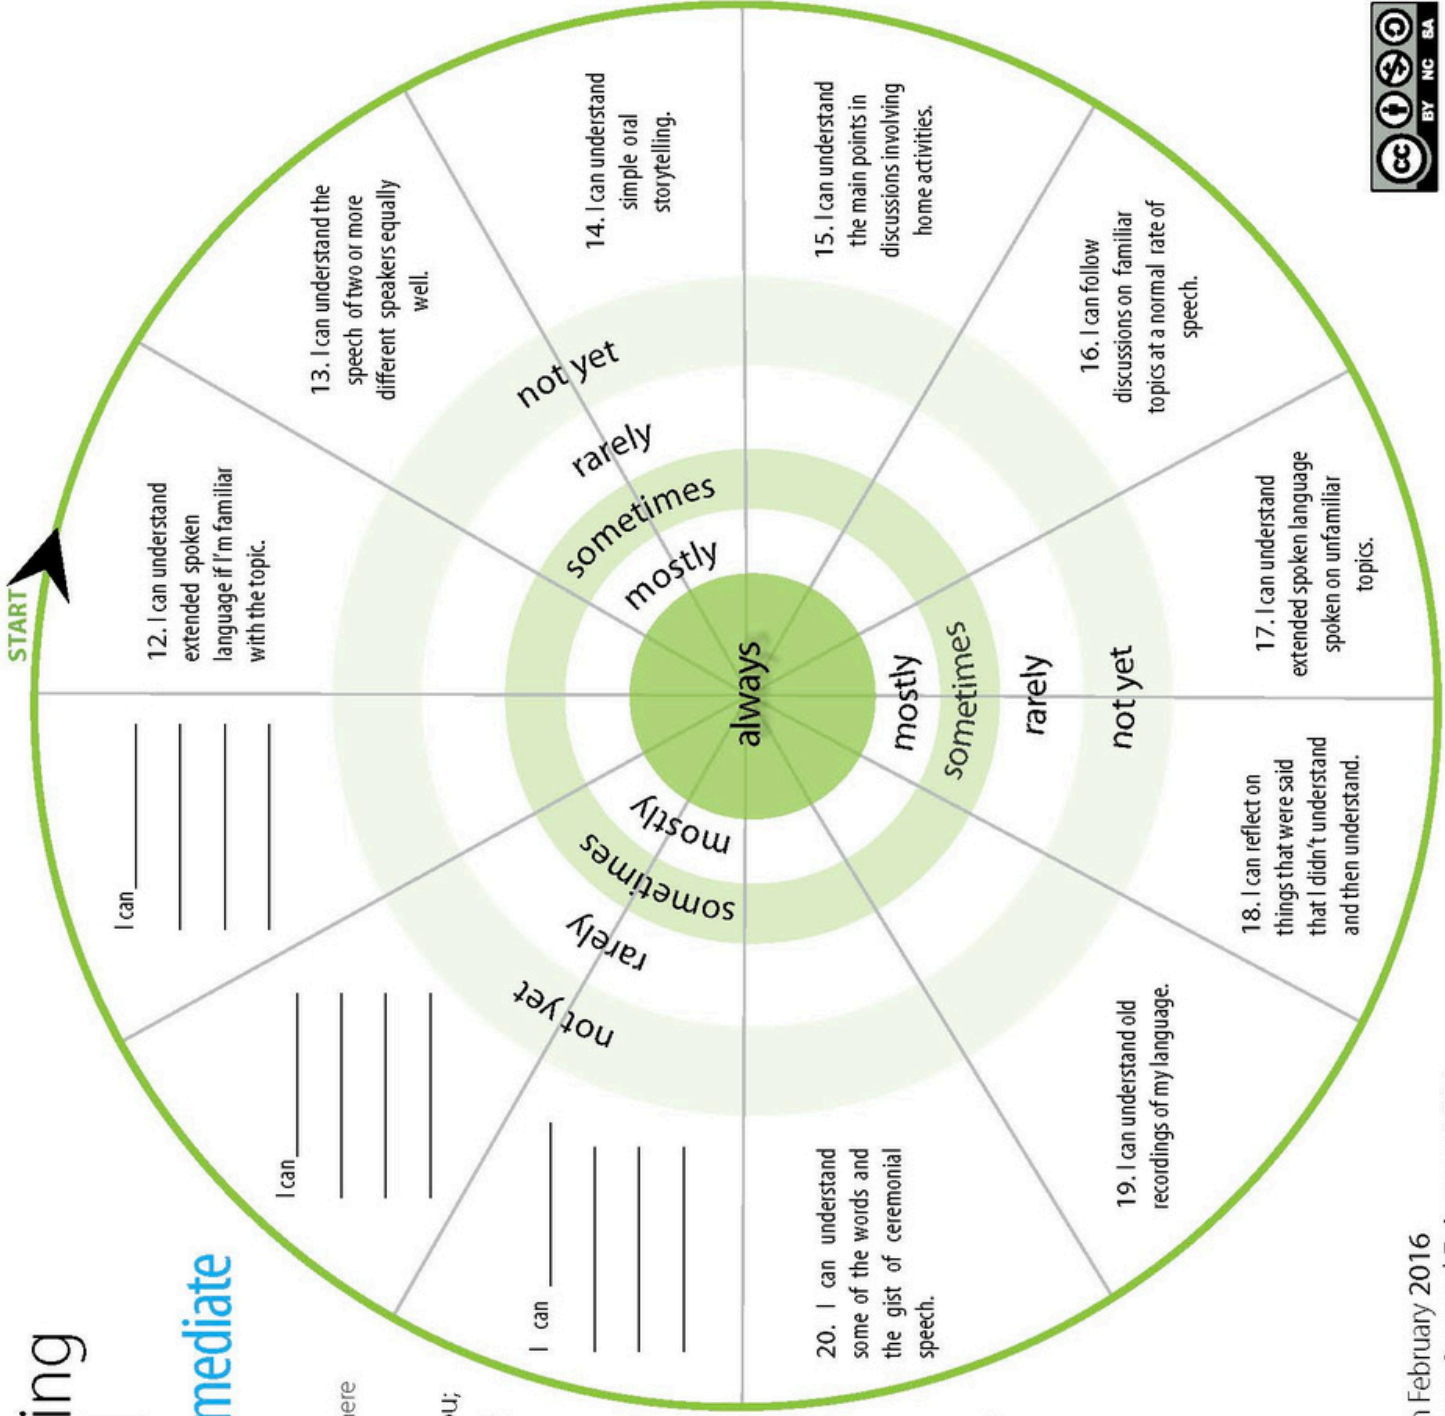 ing
mediate
here
ou;
START
12. I can understand
extended spoken
language if I'm familiar
with the topic.
13. I can understand the
speech of two or more
different speakers equally
well.
14. I can understand
simple oral
storytelling.
15. I can understand
the main points in
discussions involving
home activities.
16. I can follow
discussions on familiar
topics at a normal rate of
speech.
17. I can understand
extended spoken language
spoken on unfamiliar
topics.
18. I can reflect on
things that were said
that I didn't understand
and then understand.
19. I can understand old
recordings of my language.
20. I can understand
some of the words and
the gist of ceremonial
speech.
I can
I can
I can
not yet
rarely
sometimes
mostly
always
mostly
sometimes
rarely
not yet
mostly
sometimes
rarely
not yet
February 2016
cc
BY NC SA